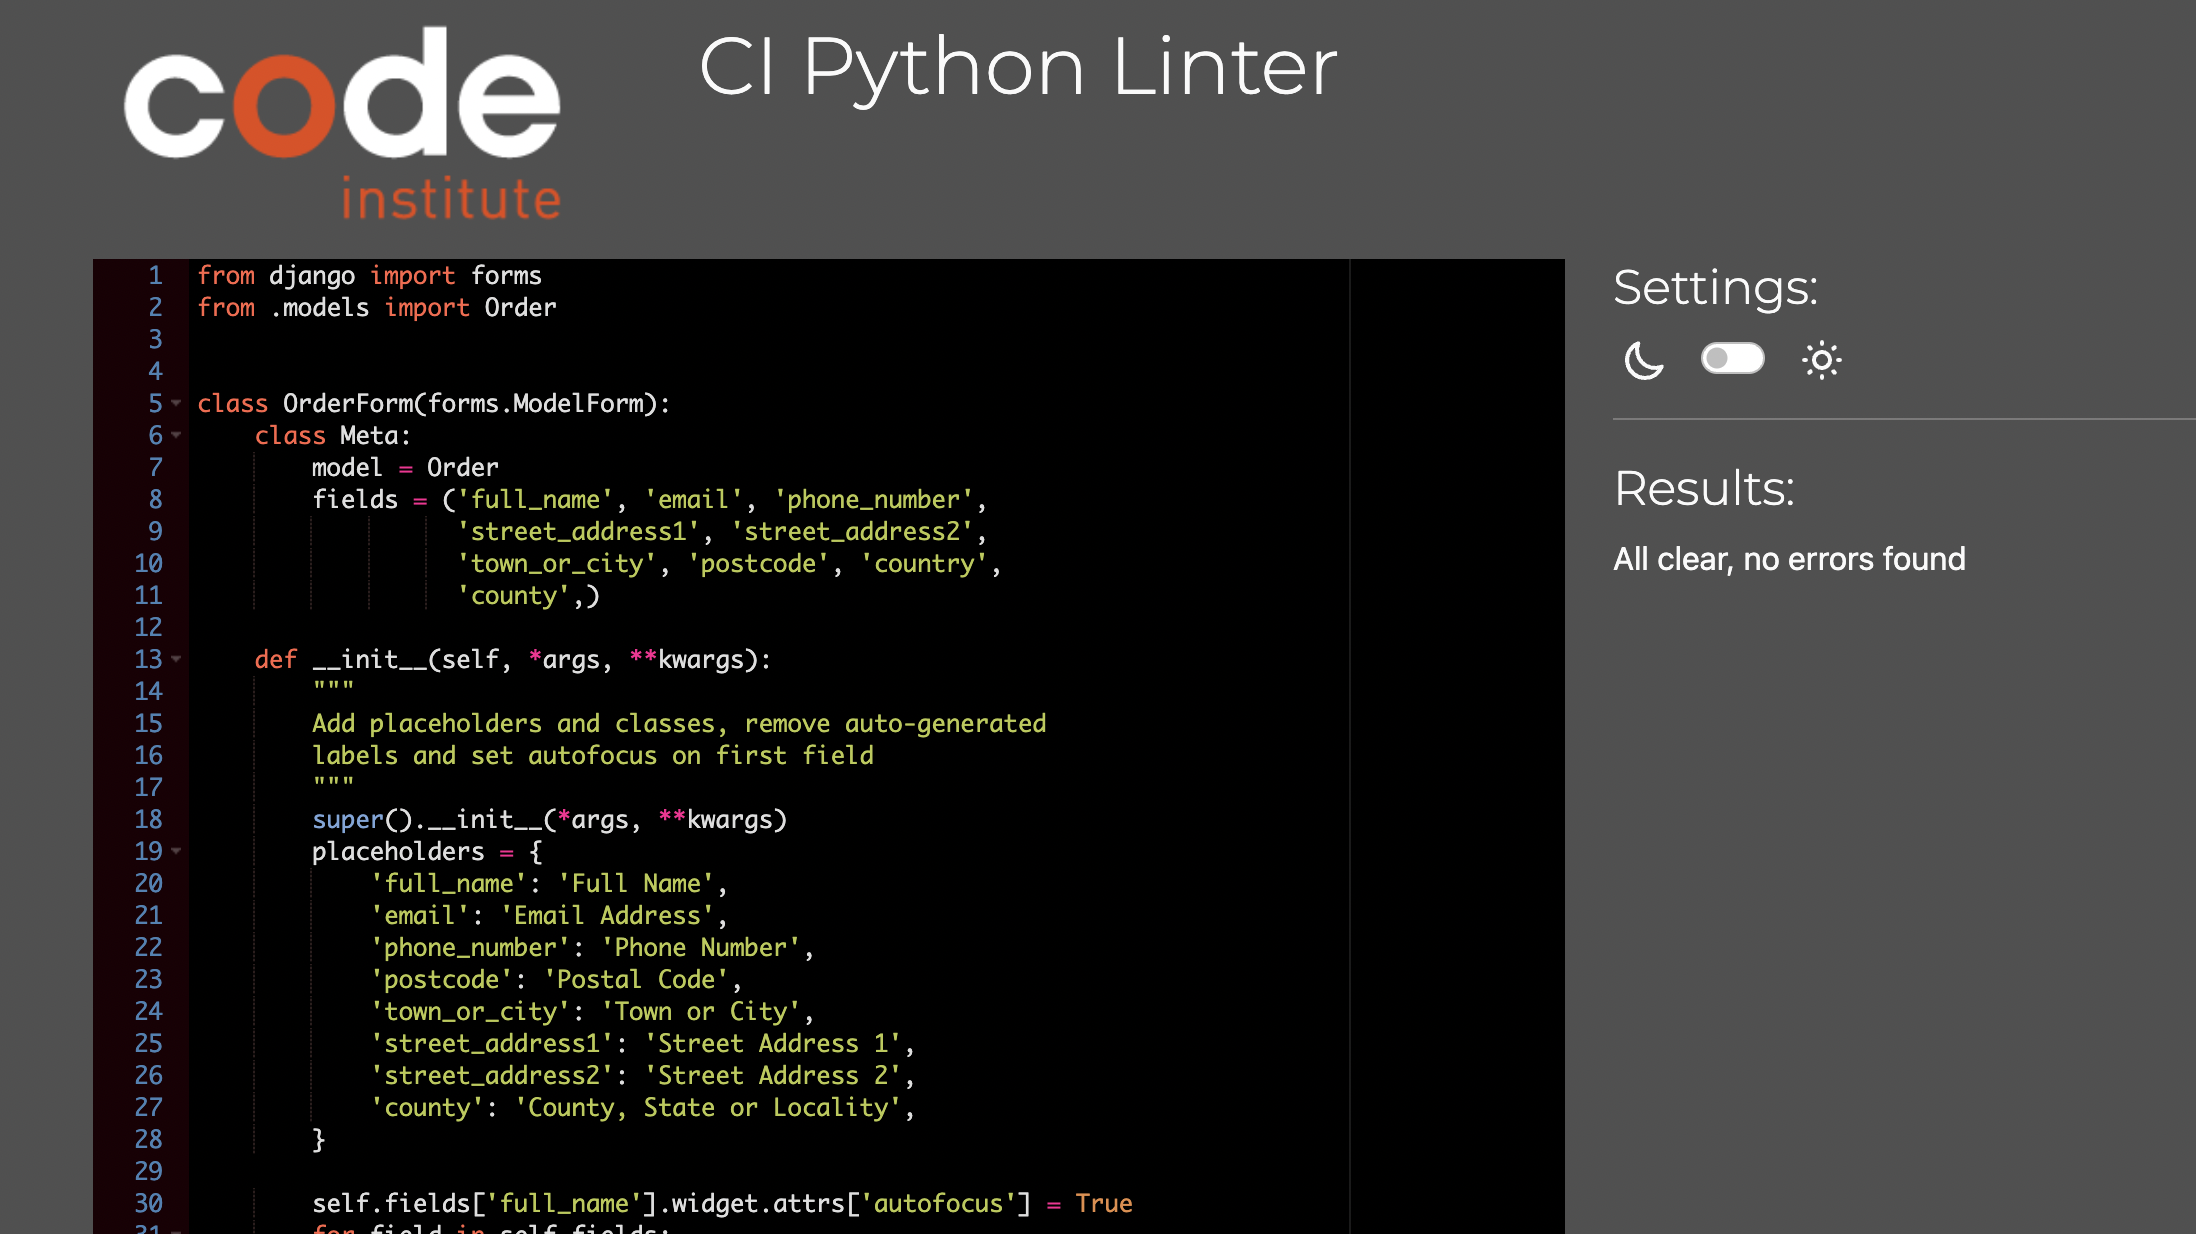 code
institute
CI Python Linter
1 from django import forms
2 from .models import Order
3
4
5 class OrderForm(forms.ModelForm):
6     class Meta:
7         model = Order
8         fields = ('full_name', 'email', 'phone_number',
9                   'street_address1', 'street_address2',
10                   'town_or_city', 'postcode', 'country',
11                   'county',)
12
13     def __init__(self, *args, **kwargs):
14         """
15         Add placeholders and classes, remove auto-generated
16         labels and set autofocus on first field
17         """
18         super().__init__(*args, **kwargs)
19         placeholders = {
20             'full_name': 'Full Name',
21             'email': 'Email Address',
22             'phone_number': 'Phone Number',
23             'postcode': 'Postal Code',
24             'town_or_city': 'Town or City',
25             'street_address1': 'Street Address 1',
26             'street_address2': 'Street Address 2',
27             'county': 'County, State or Locality',
28         }
29
30         self.fields['full_name'].widget.attrs['autofocus'] = True
31         for field in self.fields:
Settings:
Results:
All clear, no errors found